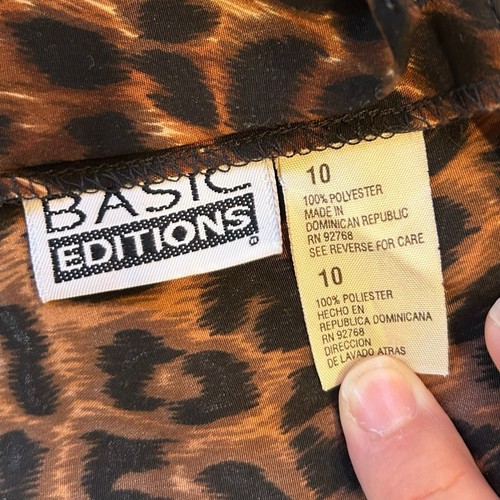 BASIC
EDITIONS®
10
100% POLYESTER
MADE IN
DOMINICAN REPUBLIC
RN 92768
SEE REVERSE FOR CARE
10
100% POLIESTER
HECHO EN
REPUBLICA DOMINICANA
RN 92768
DIRECCION
DE LAVADO ATRAS